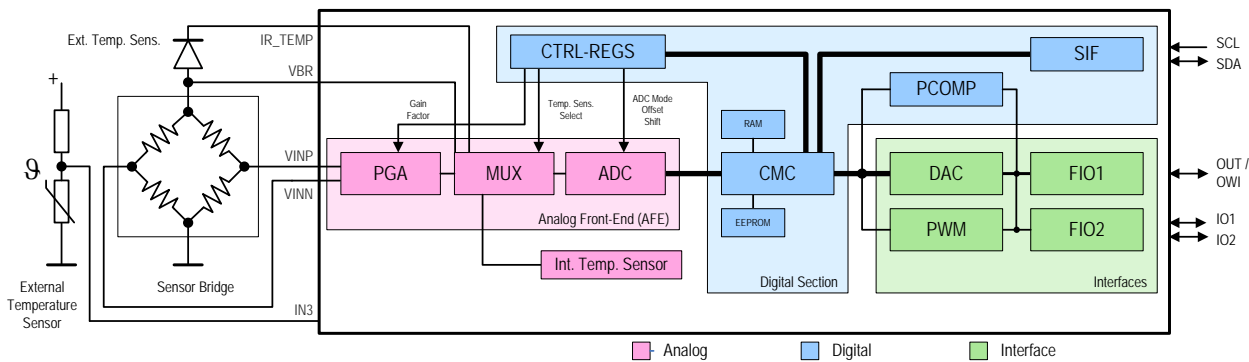 Ext. Temp. Sens.
IR_TEMP
VBR
CTRL-REGS
SIF
SCL
SDA
PCOMP
+
Gain
Factor
Temp. Sens.
Select
ADC Mode
Offset
Shift
RAM
ϑ
VINP
VINN
PGA
MUX
ADC
CMC
DAC
FIO1
OUT /
OWI
Analog Front-End (AFE)
EEPROM
PWM
FIO2
IO1
IO2
Int. Temp. Sensor
External
Temperature
Sensor
Sensor Bridge
IN3
Digital Section
Interfaces
Analog
Digital
Interface